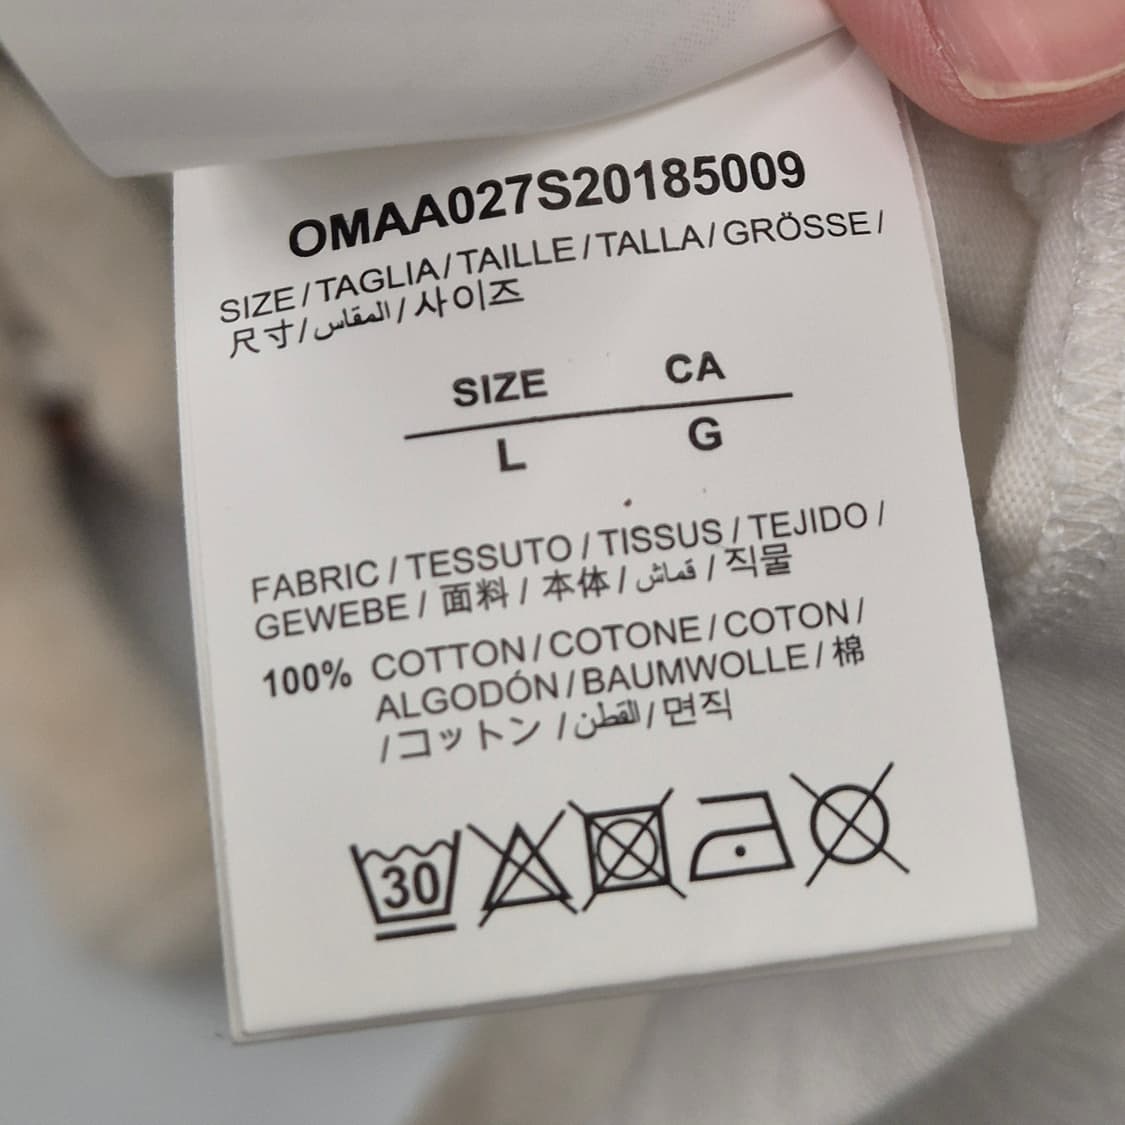 OMAA027S20185009
SIZE / TAGLIA / TAILLE / TALLA / GRÖSSE /
尺寸 / المقاس / 사이즈
SIZE CA
L G
FABRIC / TESSUTO / TISSUS / TEJIDO /
GEWEBE / 面料 / 本体 / قماش / 직물
100% COTTON / COTONE / COTON /
ALGODÓN / BAUMWOLLE / 棉
/ コットン / القطن / 면직
30